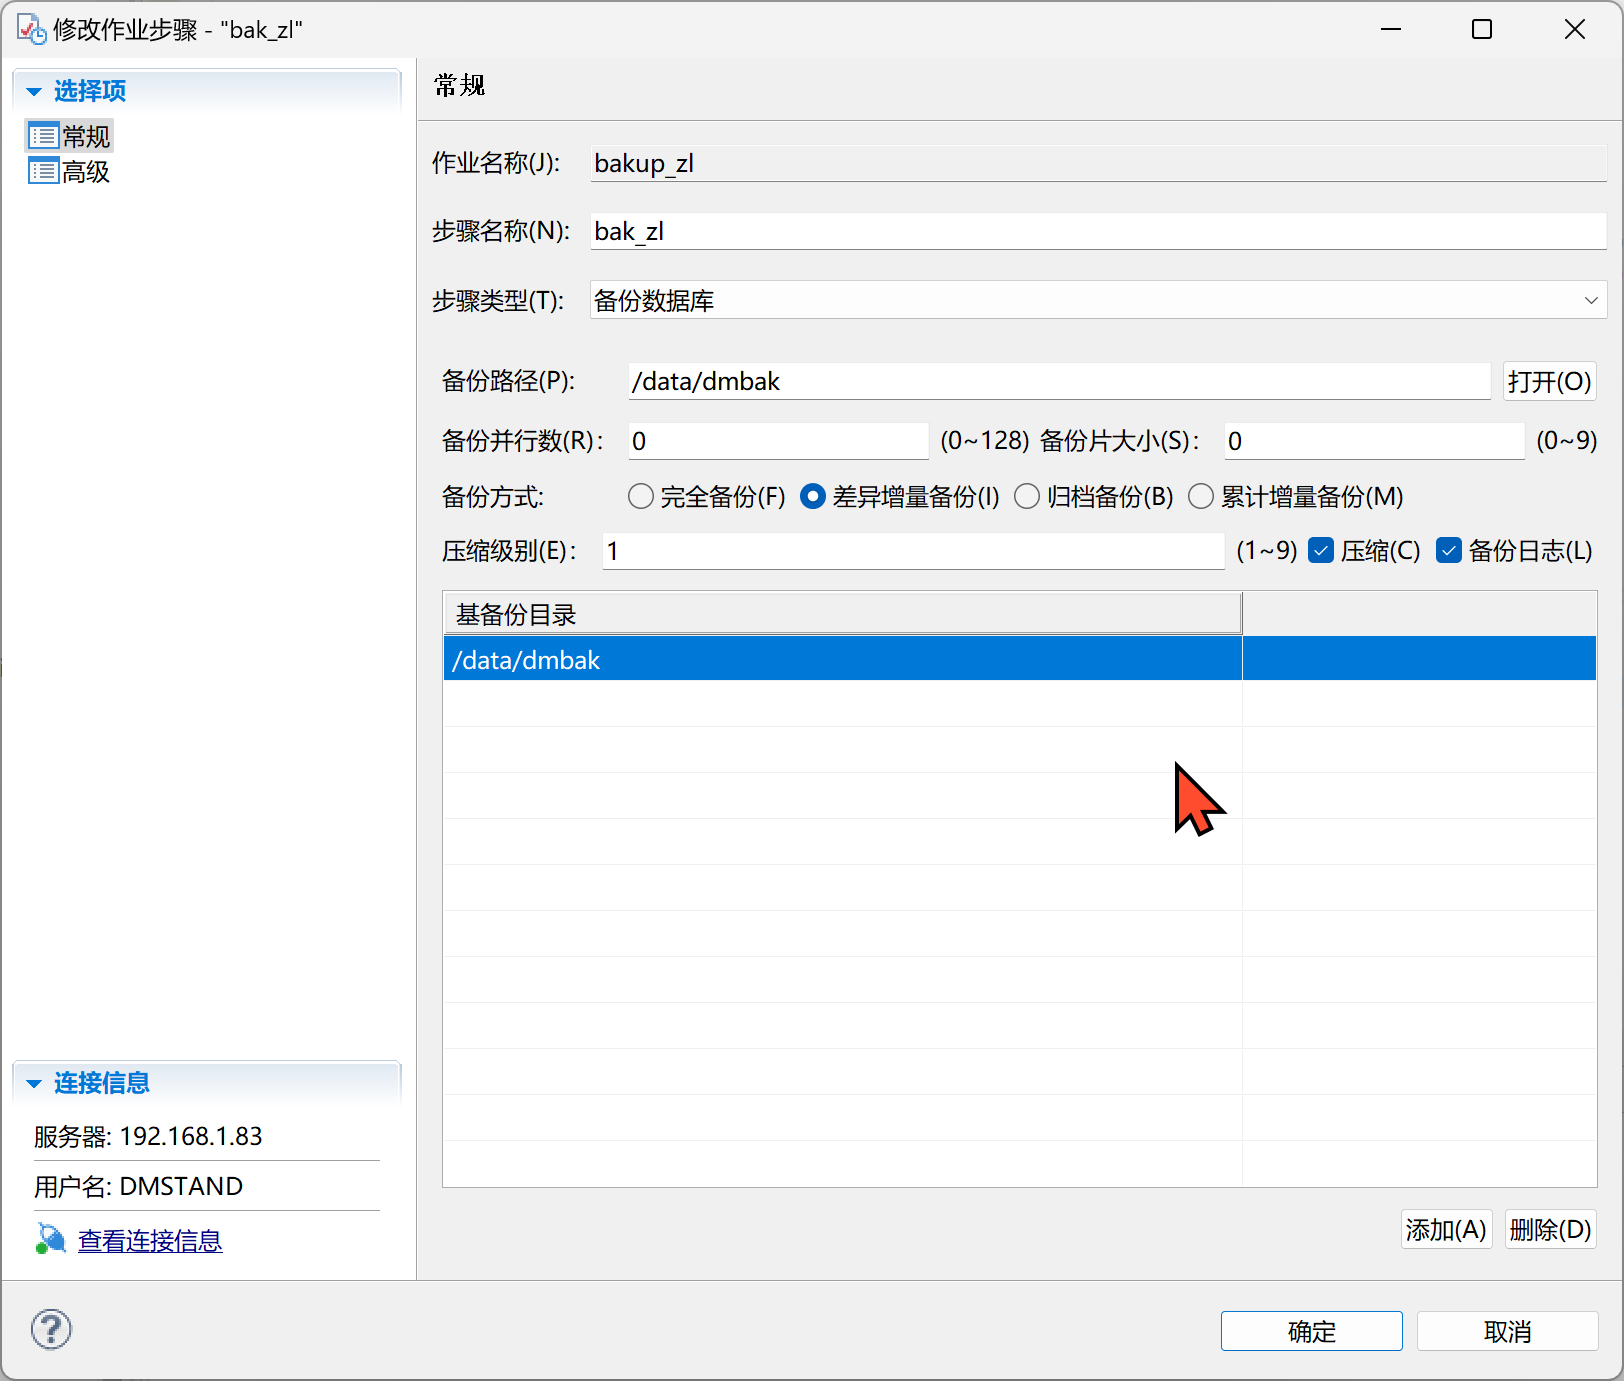 修改作业步骤 - "bak_zl"
选择项
常规
高级
常规
作业名称(J): bakup_zl
步骤名称(N): bak_zl
步骤类型(T): 备份数据库
备份路径(P): /data/dmbak 打开(O)
备份并行数(R): 0 (0~128) 备份片大小(S): 0 (0~9)
备份方式: 完全备份(F) 差异增量备份(I) 归档备份(B) 累计增量备份(M)
压缩级别(E): 1 (1~9) 压缩(C) 备份日志(L)
基备份目录
/data/dmbak
添加(A) 删除(D)
连接信息
服务器: 192.168.1.83
用户名: DMSTAND
查看连接信息
确定 取消